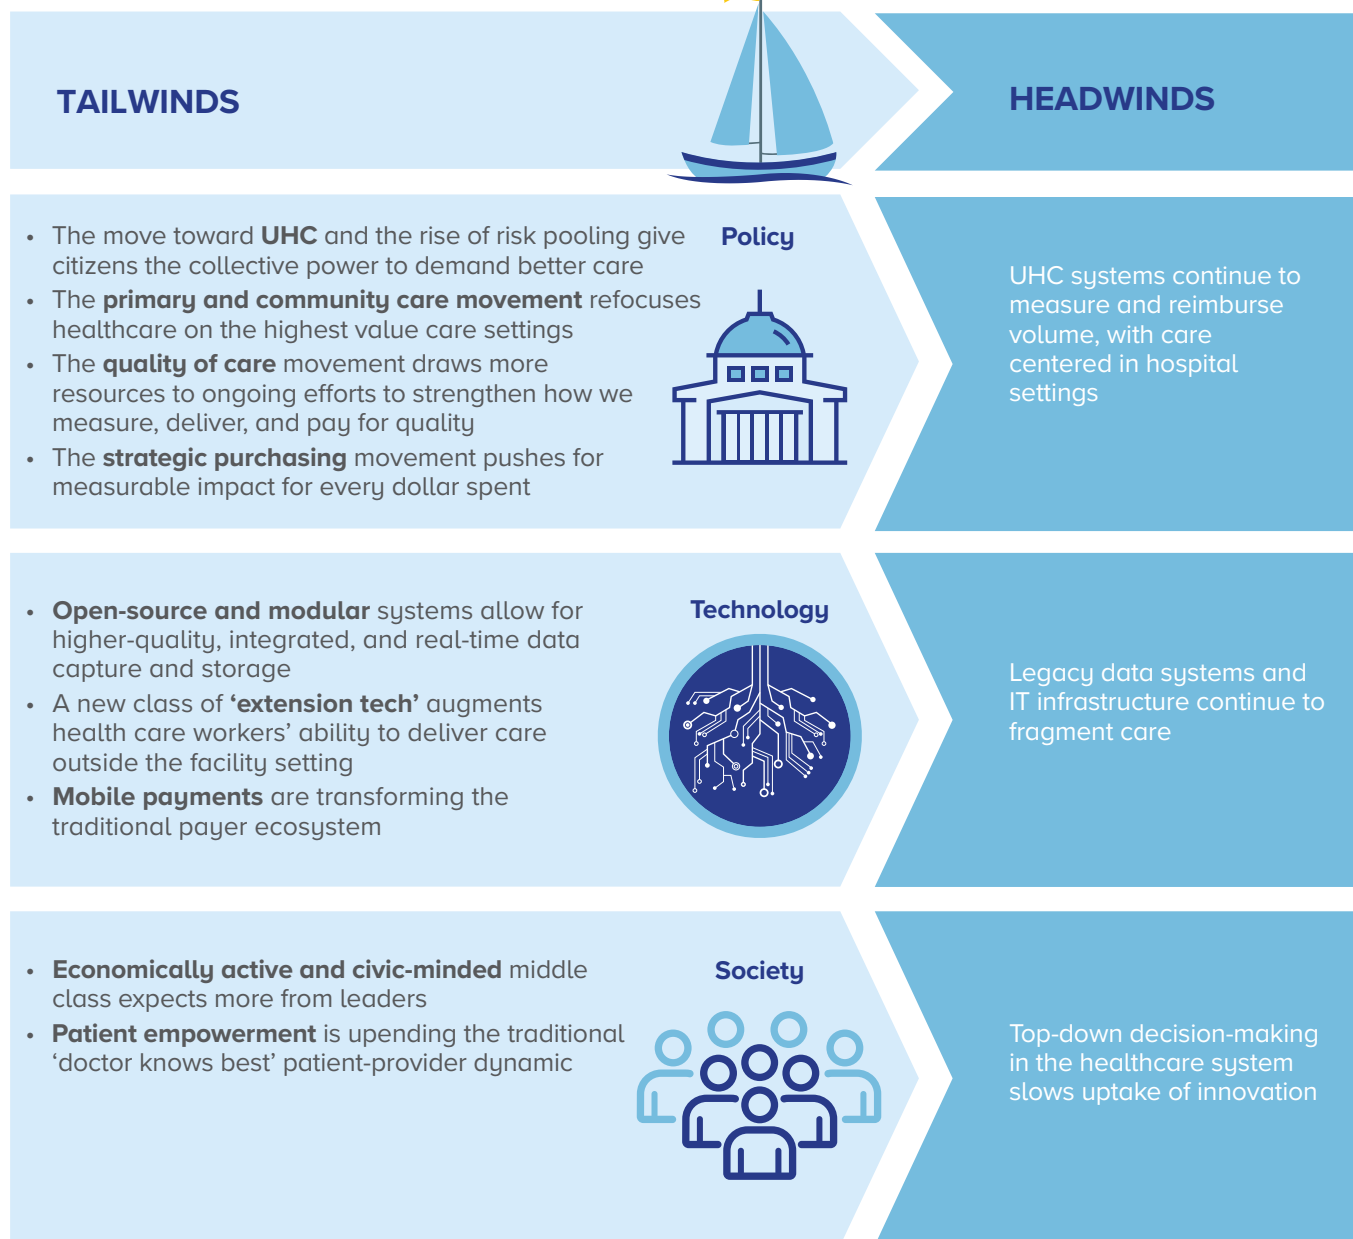 TAILWINDS
HEADWINDS
• The move toward UHC and the rise of risk pooling give
citizens the collective power to demand better care
• The primary and community care movement refocuses
healthcare on the highest value care settings
• The quality of care movement draws more
resources to ongoing efforts to strengthen how we
measure, deliver, and pay for quality
• The strategic purchasing movement pushes for
measurable impact for every dollar spent
Policy
UHC systems continue to
measure and reimburse
volume, with care
centered in hospital
settings
• Open-source and modular systems allow for
higher-quality, integrated, and real-time data
capture and storage
• A new class of ‘extension tech’ augments
health care workers’ ability to deliver care
outside the facility setting
• Mobile payments are transforming the
traditional payer ecosystem
Technology
Legacy data systems and
IT infrastructure continue to
fragment care
• Economically active and civic-minded middle
class expects more from leaders
• Patient empowerment is upending the traditional
‘doctor knows best’ patient-provider dynamic
Society
Top-down decision-making
in the healthcare system
slows uptake of innovation